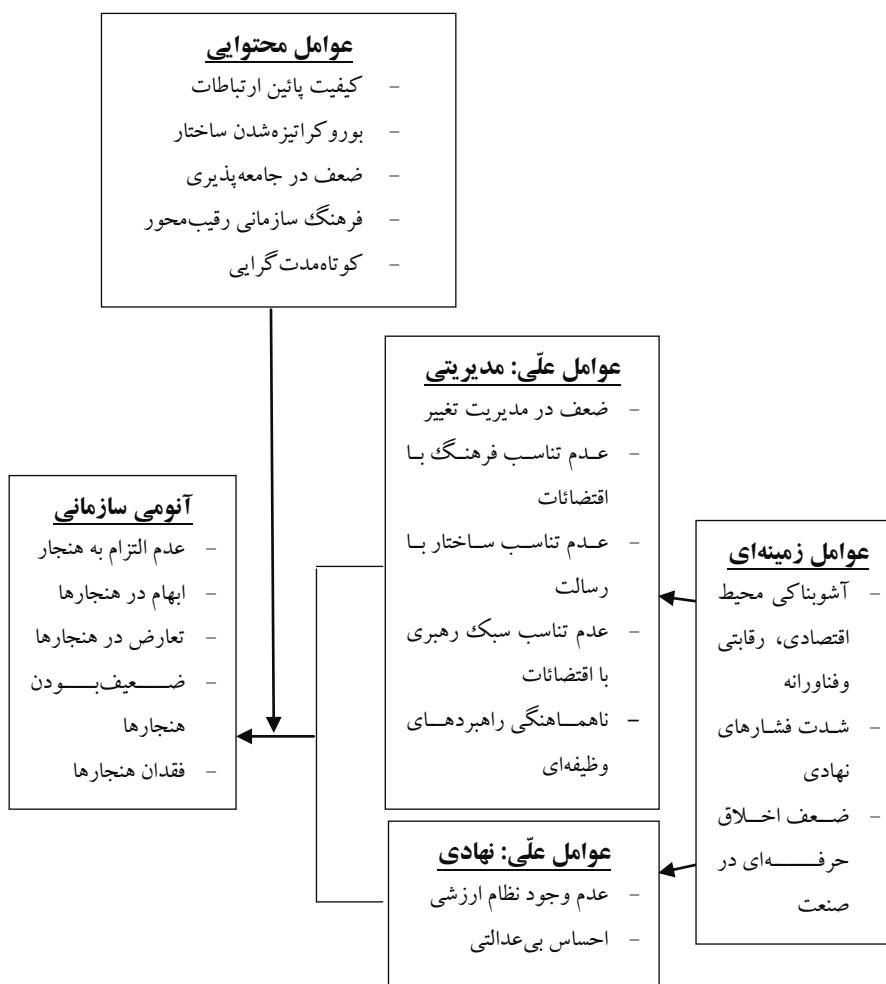 عوامل محتوایی
- کیفیت پائین ارتباطات
- بوروکراتیزه‌شدن ساختار
- ضعف در جامعه‌پذیری
- فرهنگ سازمانی رقیب‌محور
- کوتاه‌مدت‌گرایی
عوامل زمینه‌ای
- آشوبناکی محیط
اقتصادی، رقابتی
وفناورانه
- شدت فشارهای
نهادی
- ضعف اخلاق
حرفه‌ای در
صنعت
عوامل علّی: مدیریتی
- ضعف در مدیریت تغییر
- عدم تناسب فرهنگ با
اقتضائات
- عدم تناسب ساختار با
رسالت
- عدم تناسب سبک رهبری
با اقتضائات
- ناهماهنگی راهبردهای
وظیفه‌ای
عوامل علّی: نهادی
- عدم وجود نظام ارزشی
- احساس بی‌عدالتی
آنومی سازمانی
- عدم التزام به هنجار
- ابهام در هنجارها
- تعارض در هنجارها
- ضعیف‌بودن
هنجارها
- فقدان هنجارها